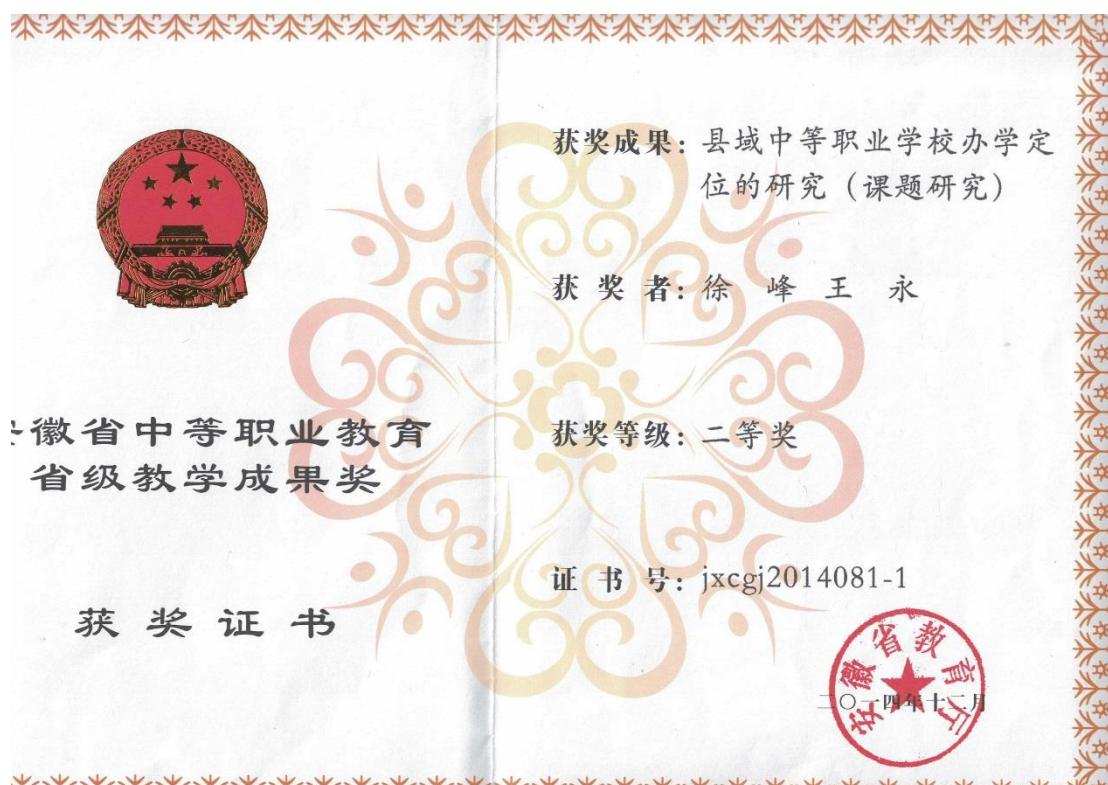 安徽省中等职业教育
省级教学成果奖
获奖证书
获奖成果：县域中等职业学校办学定
位的研究（课题研究）
获奖者：徐峰 王永
获奖等级：二等奖
证书号：jxcgj2014081-1
安徽省教育厅
二〇一四年十二月